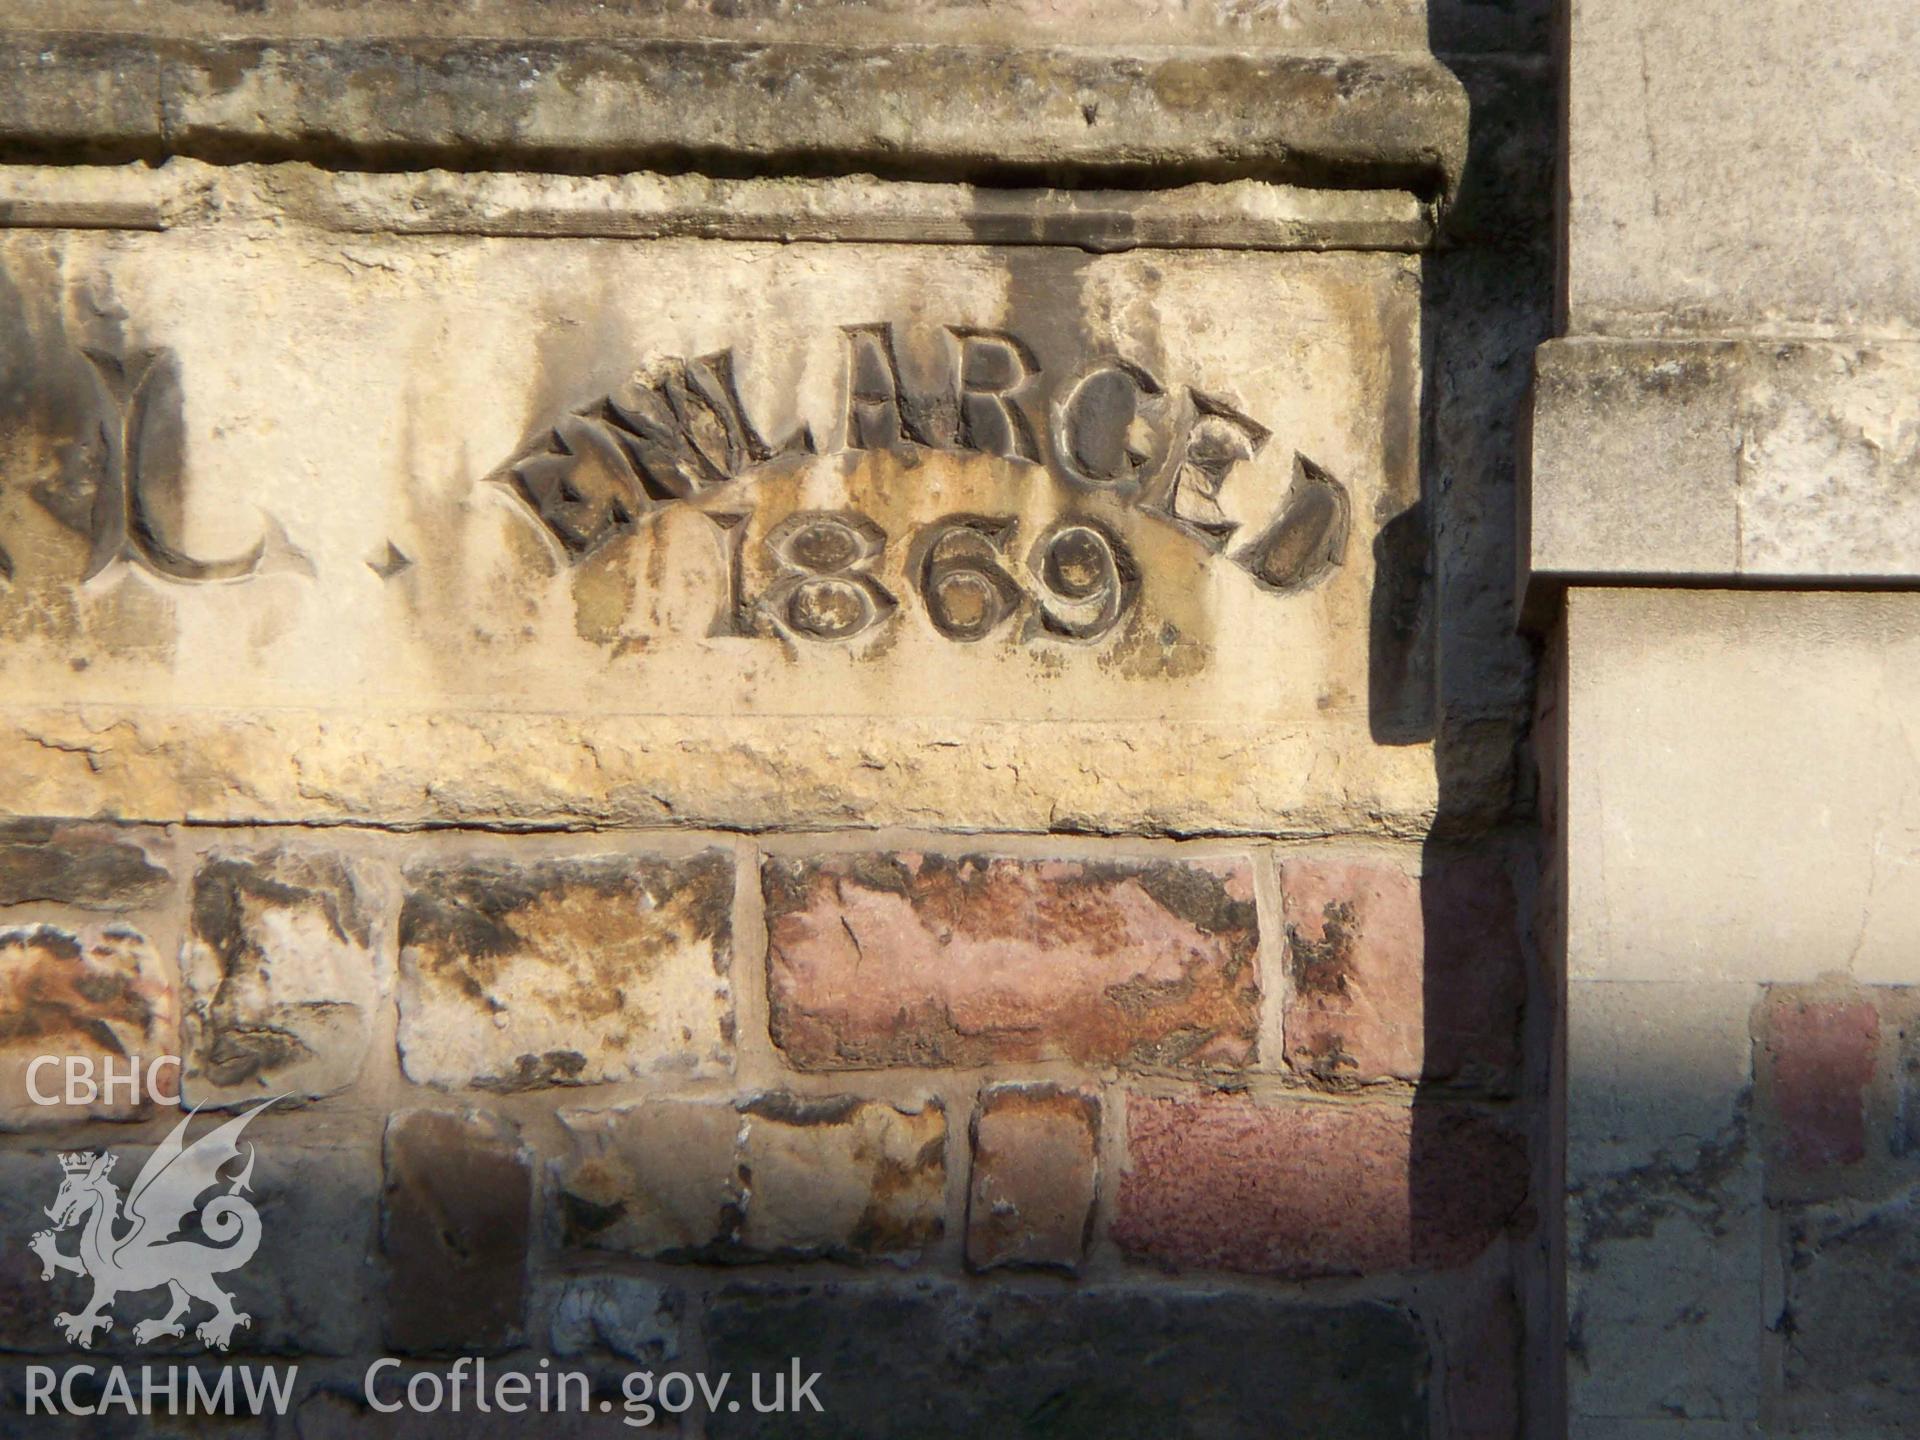 L.
ENLARGED
1869
CBHC
RCAHMW Coflein.gov.uk